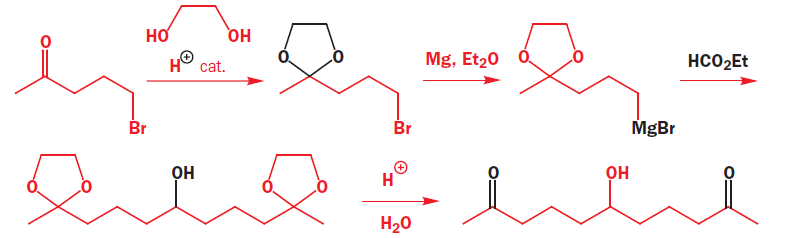 HO OH
O
H⊕ cat.
Br
O O
Br
Mg, Et₂O
O O
MgBr
HCO₂Et
O O
OH
O O
H⊕
H₂O
O
OH
O